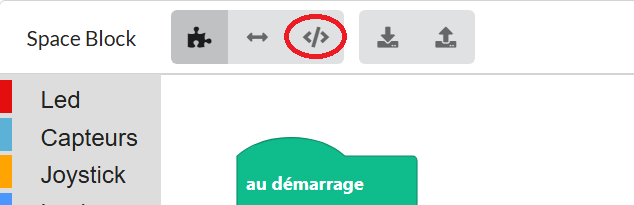 Space Block
Led
Capteurs
Joystick
au démarrage